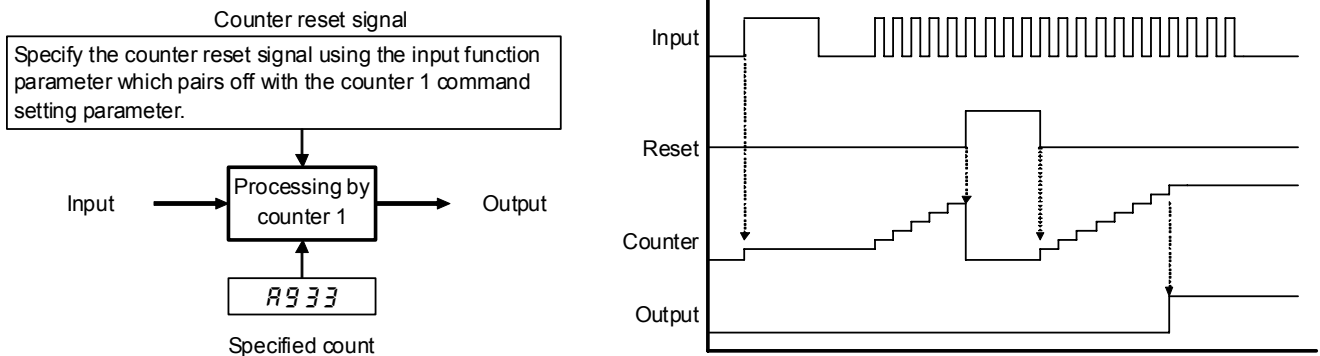 Counter reset signal
Specify the counter reset signal using the input function
parameter which pairs off with the counter 1 command
setting parameter.
Input
Processing by
counter 1
Output
A933
Specified count
Input
Reset
Counter
Output